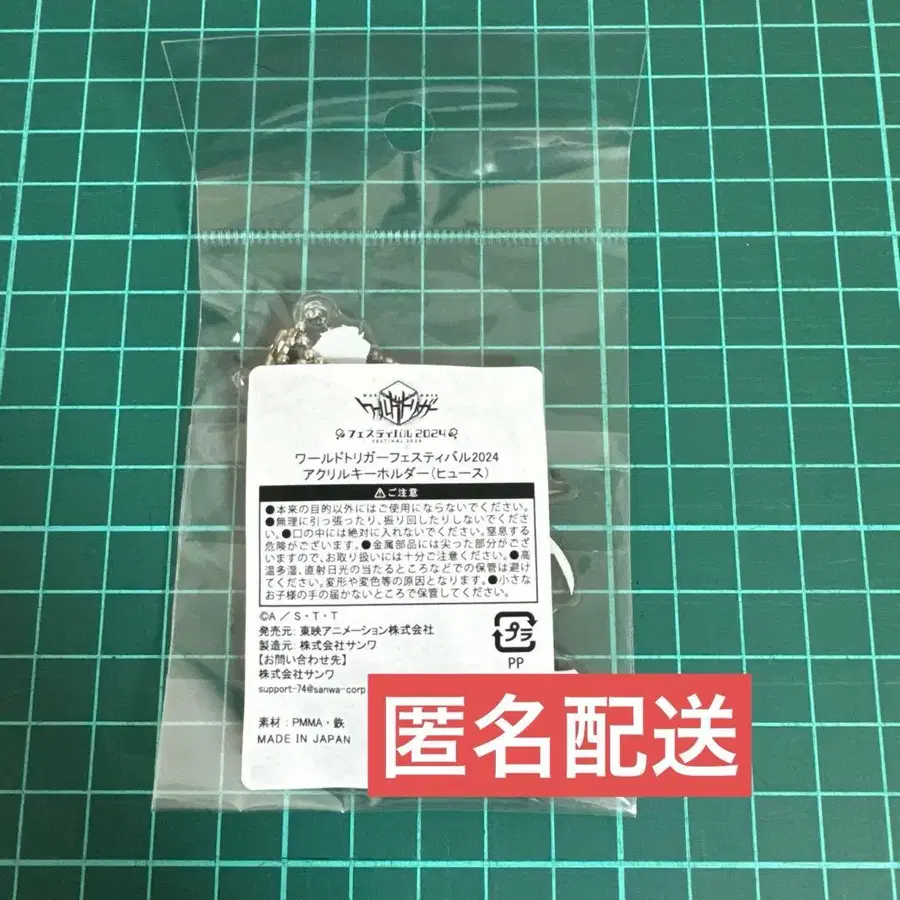 ワールドトリガー
フェスティバル2024
FESTIVAL 2024
ワールドトリガーフェスティバル2024
アクリルキーホルダー(ヒュース)
⚠ご注意
●本来の目的以外にはご使用にならないでください。
●無理に引っ張ったり、振り回したりしないでくださ
い。●口の中には絶対に入れないでください。窒息する
危険がございます。●金属部品には尖った部分がござ
いますので、お取り扱いには十分ご注意ください。●高
温多湿、直射日光の当たるところなどでの保管は避け
てください。変形や変色等の原因となります。●小さな
お子様の手の届かないところで保管してください。
©A/S・T・T
発売元:東映アニメーション株式会社
製造元:株式会社サンワ
【お問い合わせ先】
株式会社サンワ
support-74@sanwa-corp
プラ
PP
素材:PMMA・鉄
MADE IN JAPAN
匿名配送